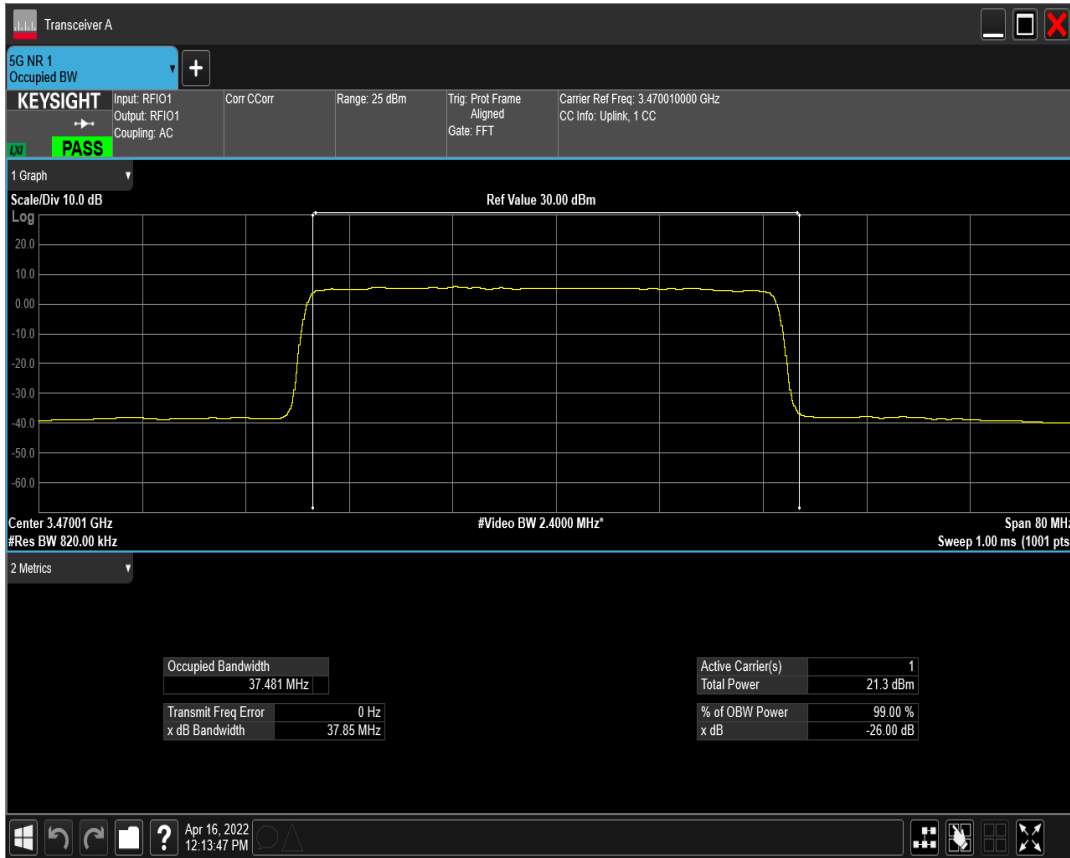 Transceiver A
5G NR 1
Occupied BW
+
KEYSIGHT
LXI
PASS
Input: RFIO1
Output: RFIO1
Coupling: AC
Corr CCorr
Range: 25 dBm
Trig: Prot Frame
Aligned
Gate: FFT
Carrier Ref Freq: 3.470010000 GHz
CC Info: Uplink, 1 CC
1 Graph
Scale/Div 10.0 dB
Ref Value 30.00 dBm
Log
20.0
10.0
0.00
-10.0
-20.0
-30.0
-40.0
-50.0
-60.0
Center 3.47001 GHz
#Video BW 2.4000 MHz*
Span 80 MHz
#Res BW 820.00 kHz
Sweep 1.00 ms (1001 pts
2 Metrics
Occupied Bandwidth
37.481 MHz
Transmit Freq Error 0 Hz
x dB Bandwidth 37.85 MHz
Active Carrier(s) 1
Total Power 21.3 dBm
% of OBW Power 99.00 %
x dB -26.00 dB
?
Apr 16, 2022
12:13:47 PM